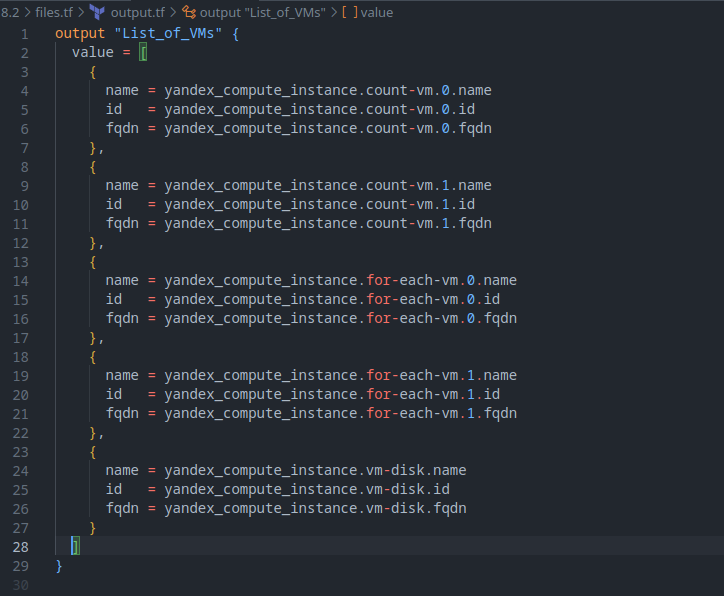 8.2 > files.tf > output.tf > output "List_of_VMs" > [ ] value
1 output "List_of_VMs" {
2 value = [
3 {
4 name = yandex_compute_instance.count-vm.0.name
5 id = yandex_compute_instance.count-vm.0.id
6 fqdn = yandex_compute_instance.count-vm.0.fqdn
7 },
8 {
9 name = yandex_compute_instance.count-vm.1.name
10 id = yandex_compute_instance.count-vm.1.id
11 fqdn = yandex_compute_instance.count-vm.1.fqdn
12 },
13 {
14 name = yandex_compute_instance.for-each-vm.0.name
15 id = yandex_compute_instance.for-each-vm.0.id
16 fqdn = yandex_compute_instance.for-each-vm.0.fqdn
17 },
18 {
19 name = yandex_compute_instance.for-each-vm.1.name
20 id = yandex_compute_instance.for-each-vm.1.id
21 fqdn = yandex_compute_instance.for-each-vm.1.fqdn
22 },
23 {
24 name = yandex_compute_instance.vm-disk.name
25 id = yandex_compute_instance.vm-disk.id
26 fqdn = yandex_compute_instance.vm-disk.fqdn
27 }
28 ]
29 }
30